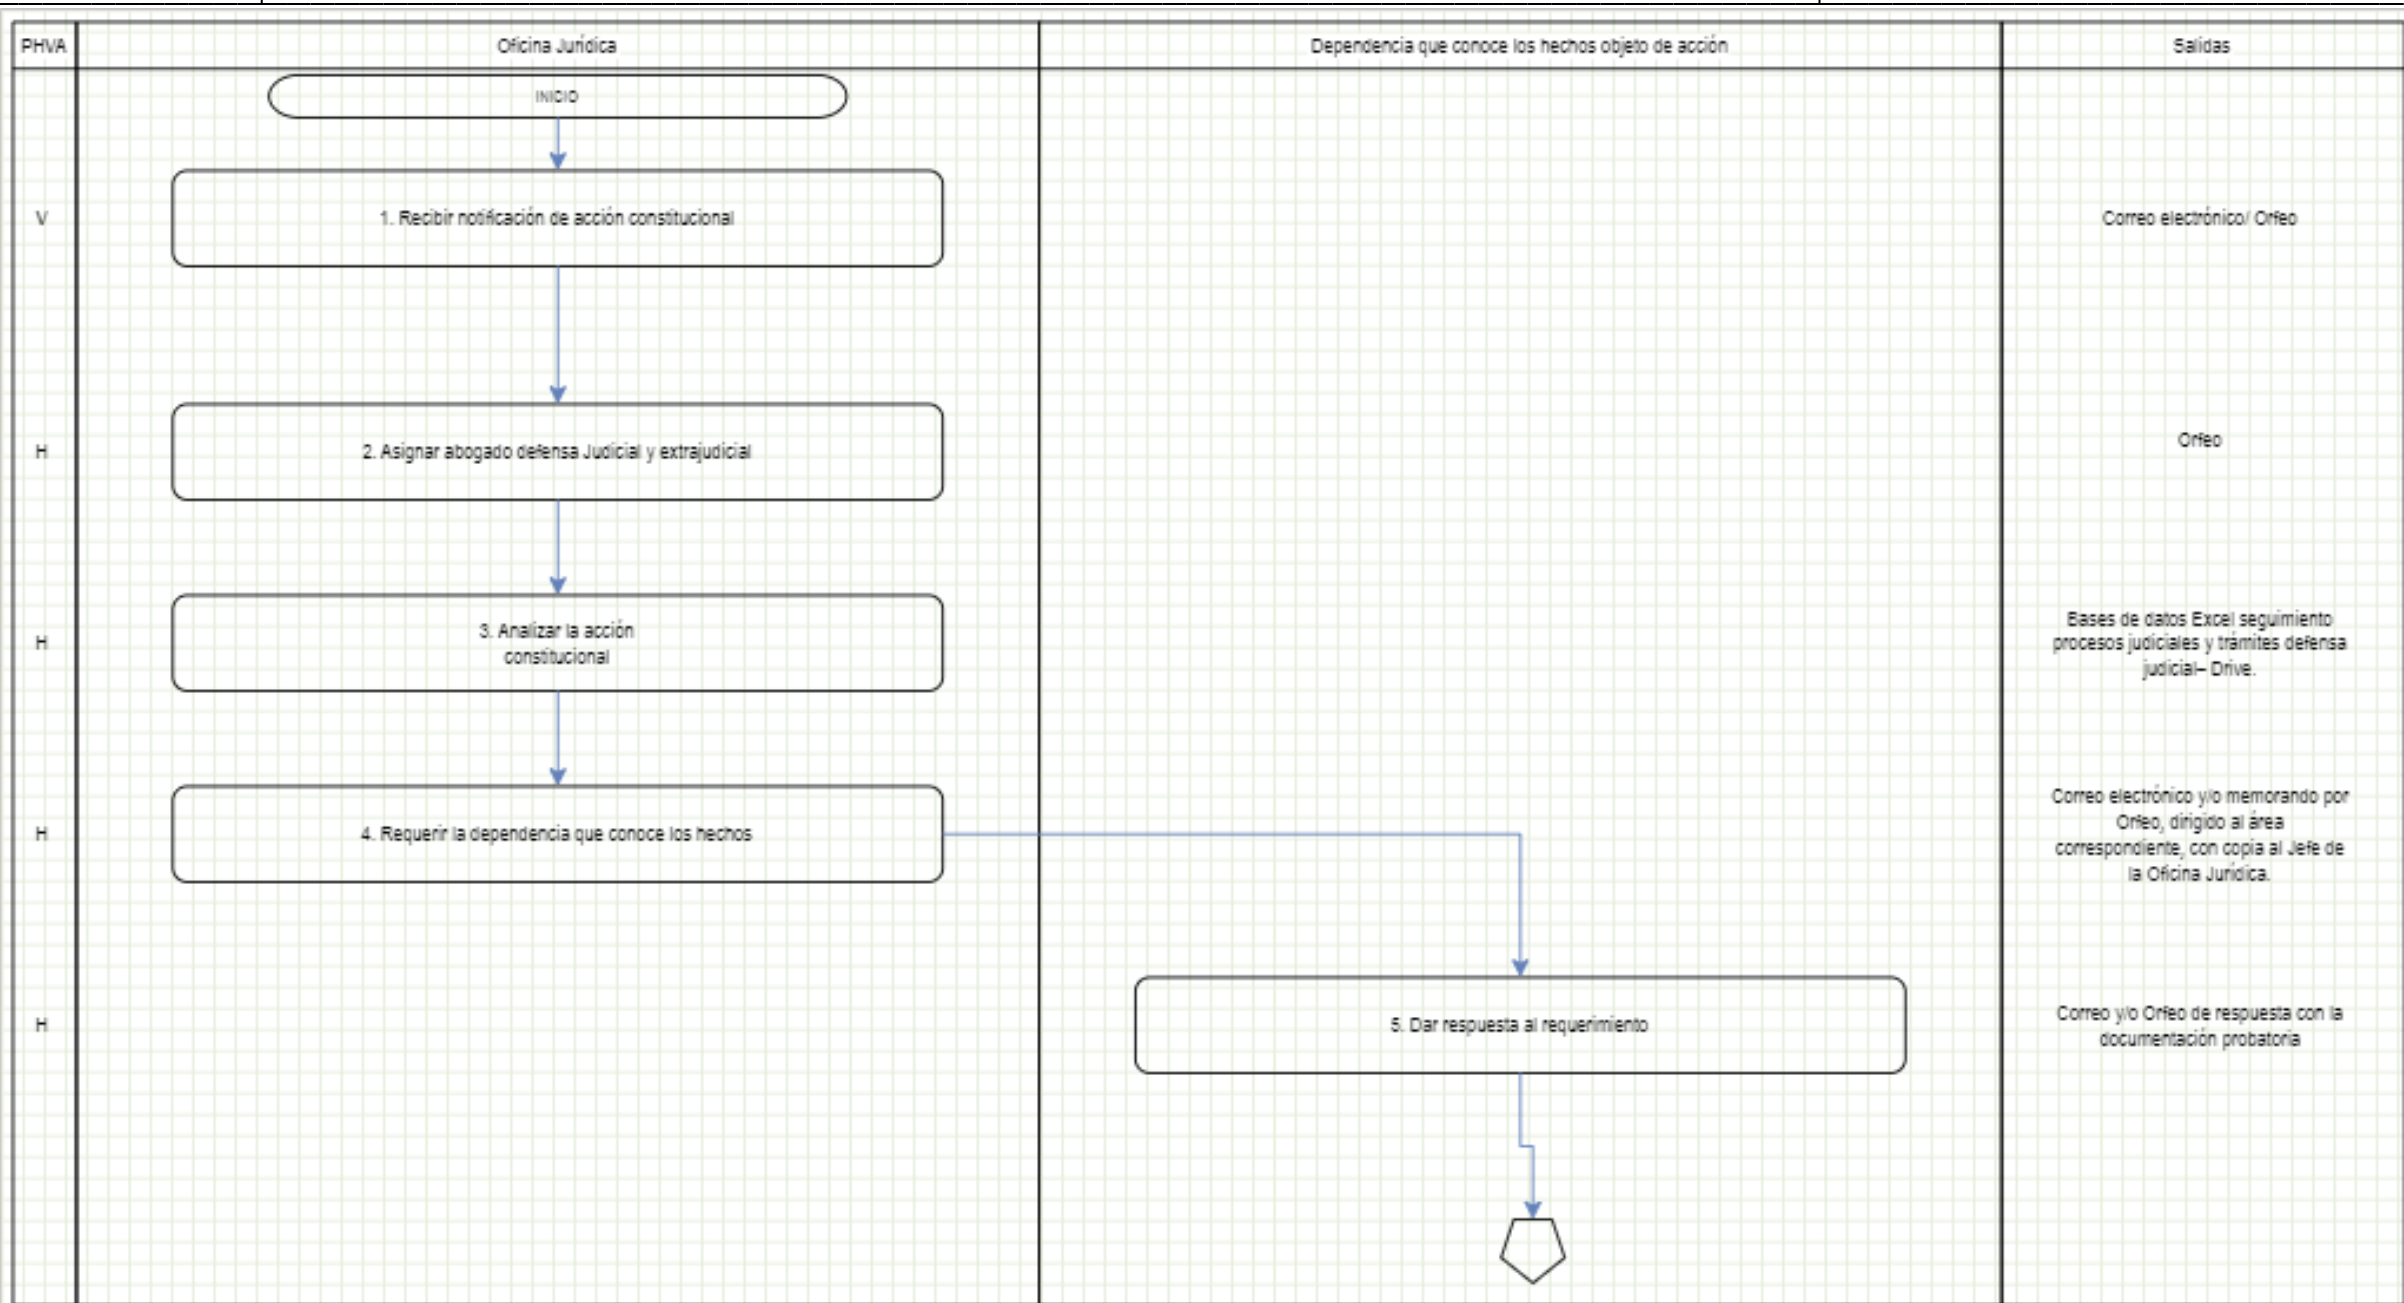 PHVA
Oficina Jurídica
Dependencia que conoce los hechos objeto de acción
Salidas
INICIO
V
1. Recibir notificación de acción constitucional
Correo electrónico/ Orfeo
H
2. Asignar abogado defensa Judicial y extrajudicial
Orfeo
H
3. Analizar la acción
constitucional
Bases de datos Excel seguimiento
procesos judiciales y trámites defensa
judicial– Drive.
H
4. Requerir la dependencia que conoce los hechos
Correo electrónico y/o memorando por
Orfeo, dirigido al área
correspondiente, con copia al Jefe de
la Oficina Jurídica.
H
5. Dar respuesta al requerimiento
Correo y/o Orfeo de respuesta con la
documentación probatoria